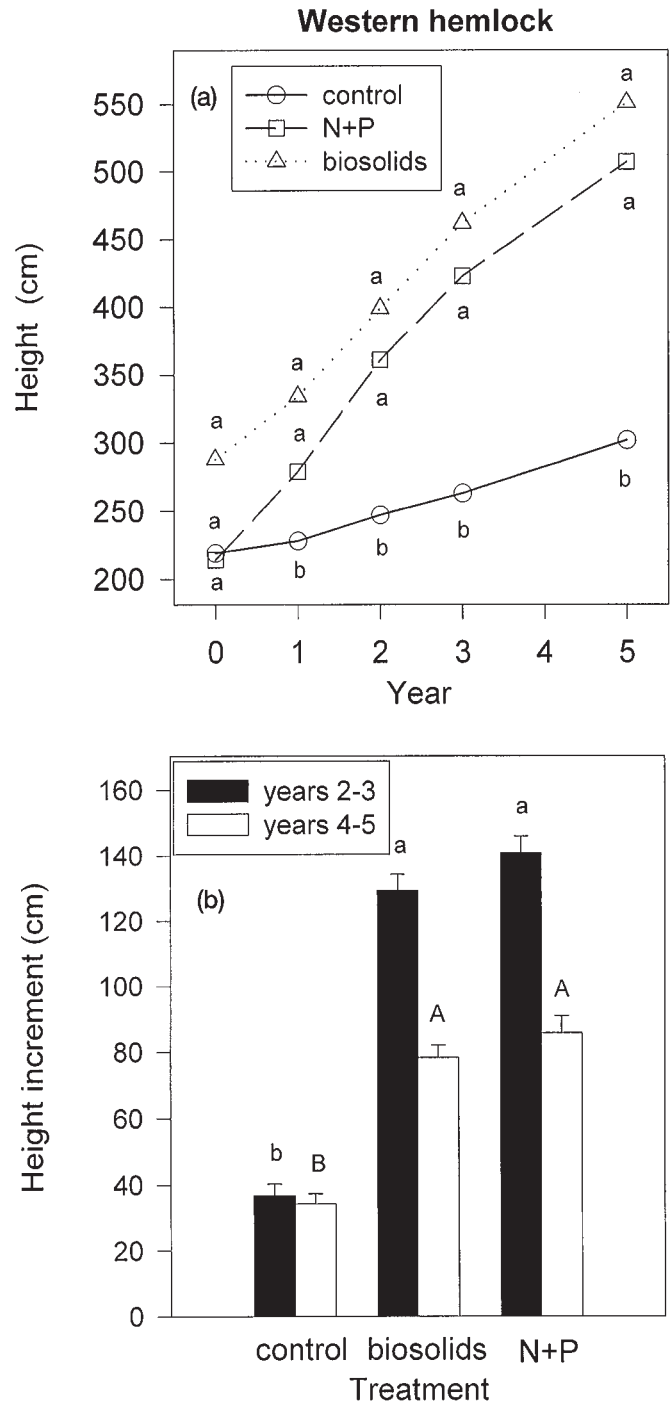 Western hemlock
(a)
control
N+P
biosolids
Height (cm)
550
500
450
400
350
300
250
200
a
a
a
a
a
a
a
a
a
a
a
b
b
b
b
0 1 2 3 4 5
Year
years 2-3
years 4-5
(b)
Height increment (cm)
160
140
120
100
80
60
40
20
0
b B a A a A
control biosolids N+P
Treatment